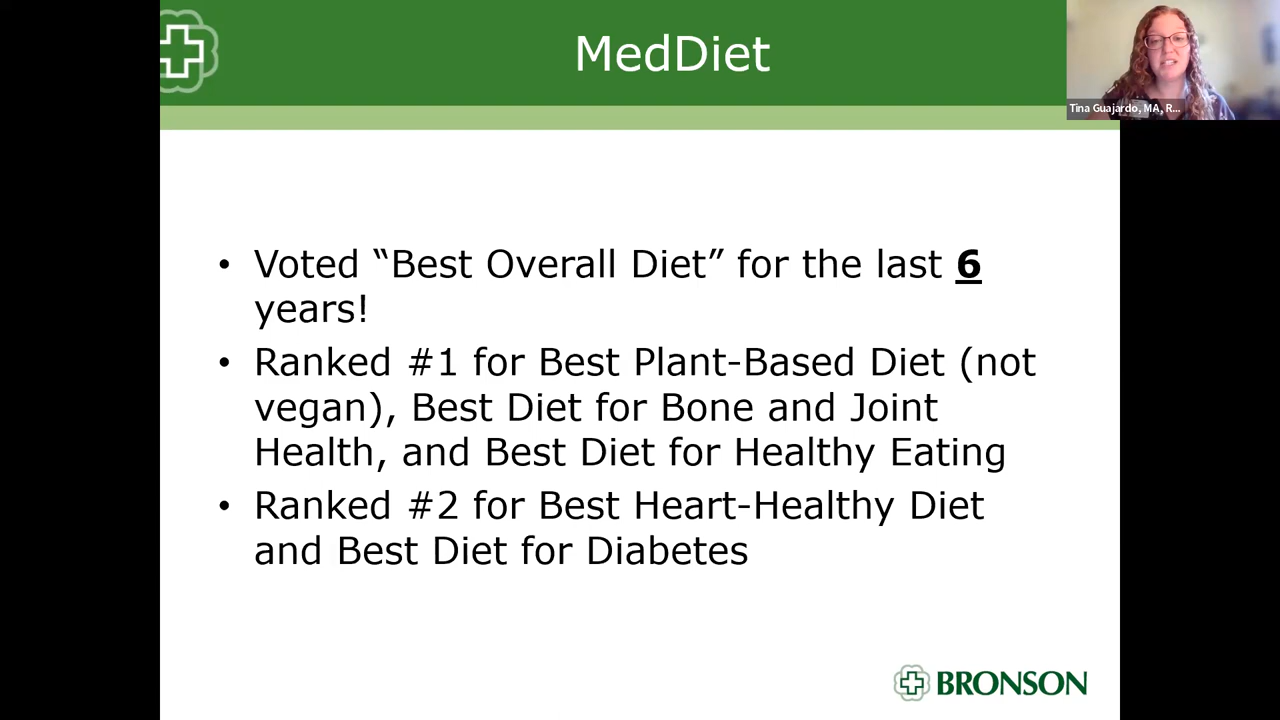 MedDiet
Tina Guajardo, MA, R...
• Voted “Best Overall Diet” for the last 6
years!
• Ranked #1 for Best Plant-Based Diet (not
vegan), Best Diet for Bone and Joint
Health, and Best Diet for Healthy Eating
• Ranked #2 for Best Heart-Healthy Diet
and Best Diet for Diabetes
BRONSON